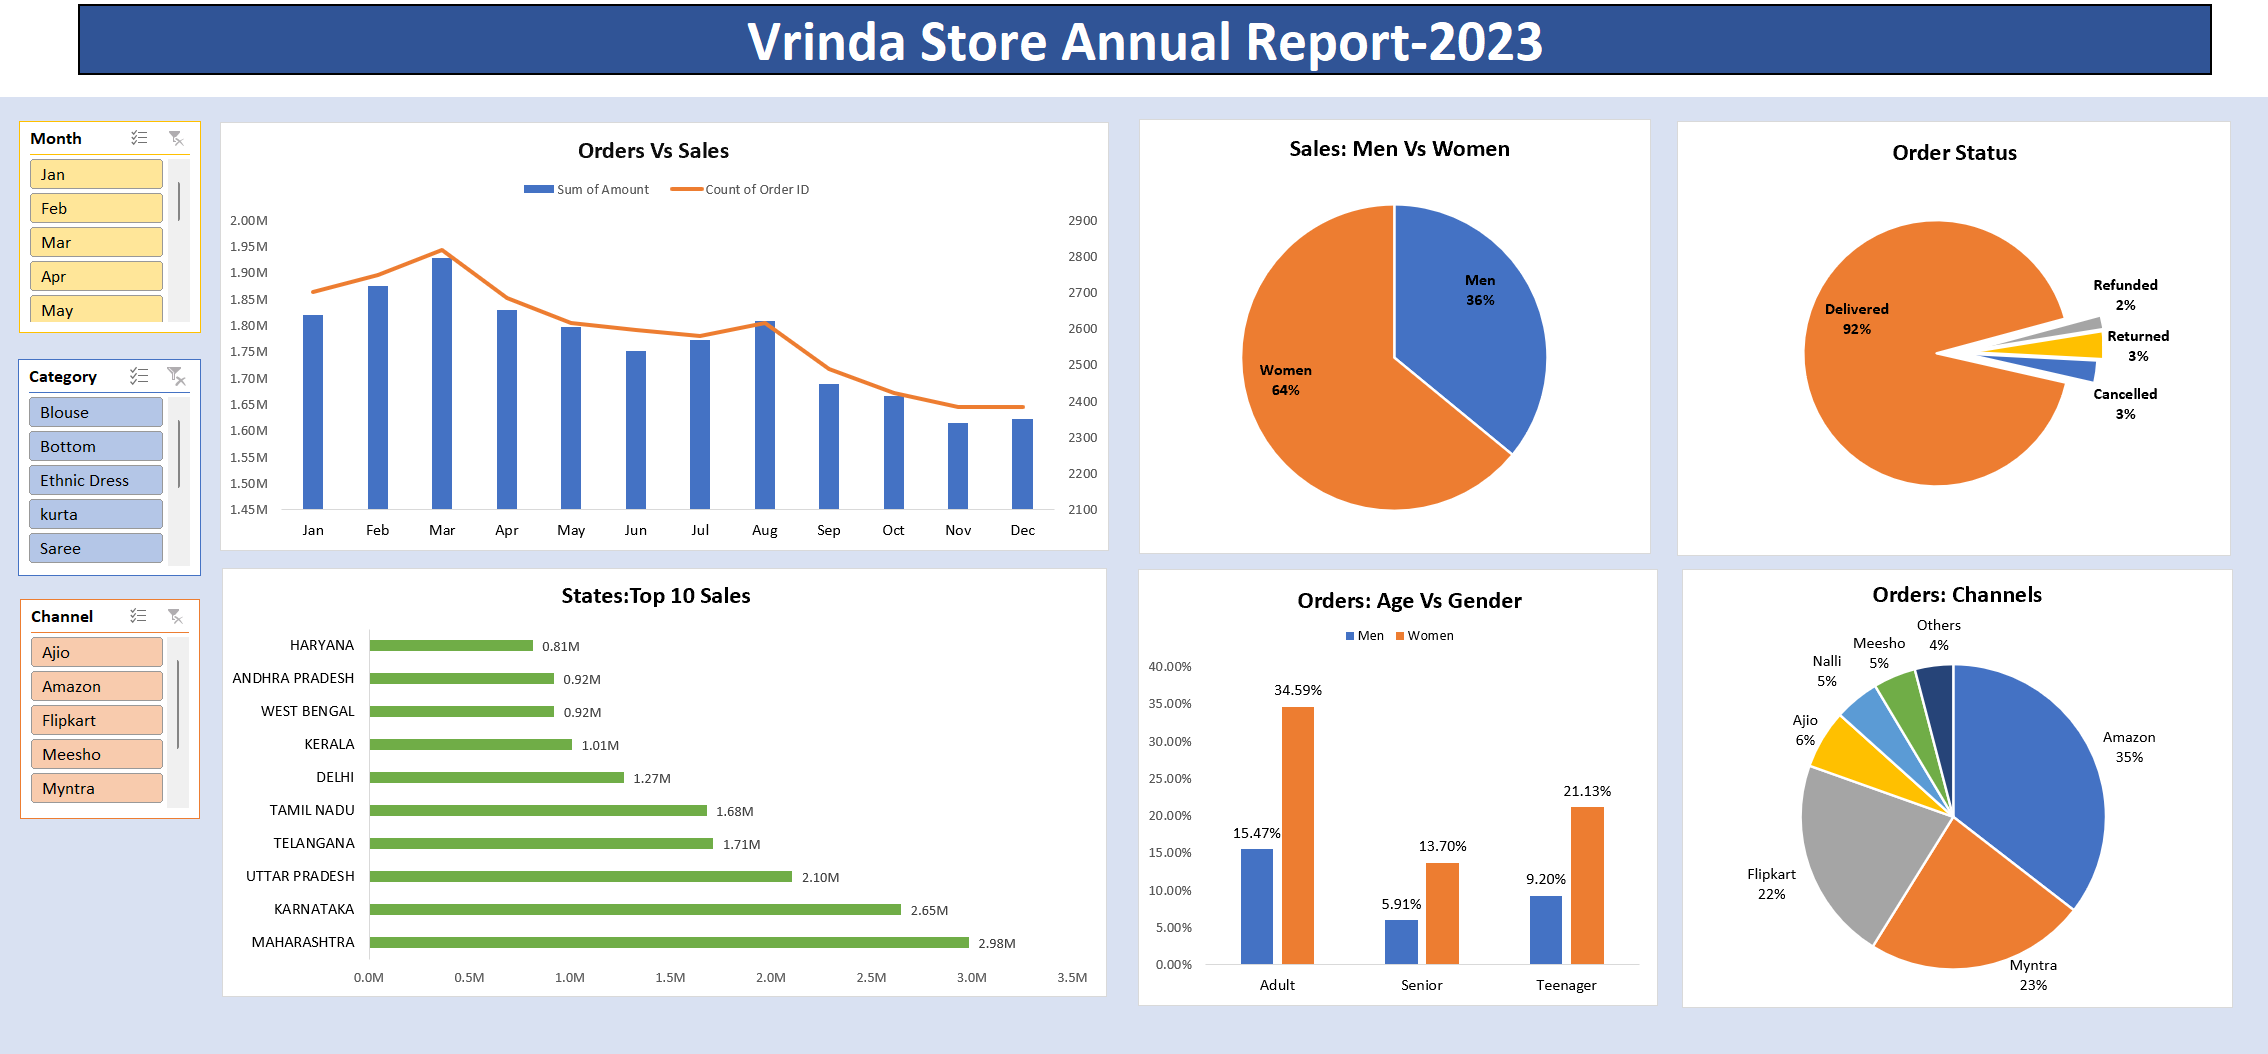 Vrinda Store Annual Report-2023
Month
Jan
Feb
Mar
Apr
May
Category
Blouse
Bottom
Ethnic Dress
kurta
Saree
Channel
Ajio
Amazon
Flipkart
Meesho
Myntra
Orders Vs Sales
Sum of Amount Count of Order ID
2.00M 2900
1.95M
1.90M 2800
1.85M 2700
1.80M
1.75M 2600
1.70M 2500
1.65M 2400
1.60M
1.55M 2300
1.50M 2200
1.45M 2100
Jan Feb Mar Apr May Jun Jul Aug Sep Oct Nov Dec
Sales: Men Vs Women
Men
36%
Women
64%
Order Status
Delivered
92%
Refunded
2%
Returned
3%
Cancelled
3%
States:Top 10 Sales
HARYANA 0.81M
ANDHRA PRADESH 0.92M
WEST BENGAL 0.92M
KERALA 1.01M
DELHI 1.27M
TAMIL NADU 1.68M
TELANGANA 1.71M
UTTAR PRADESH 2.10M
KARNATAKA 2.65M
MAHARASHTRA 2.98M
0.0M 0.5M 1.0M 1.5M 2.0M 2.5M 3.0M 3.5M
Orders: Age Vs Gender
Men Women
40.00%
35.00%
30.00%
25.00%
20.00%
15.00%
10.00%
5.00%
0.00%
15.47% 34.59%
5.91% 13.70%
9.20% 21.13%
Adult Senior Teenager
Orders: Channels
Others
4%
Meesho
5%
Nalli
5%
Ajio
6%
Amazon
35%
Flipkart
22%
Myntra
23%